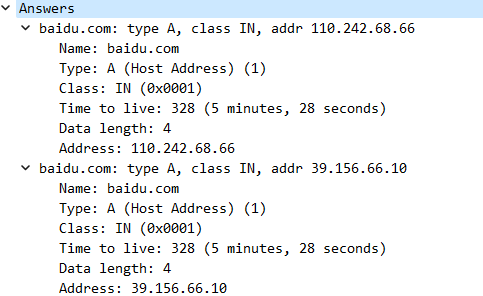 Answers
baidu.com: type A, class IN, addr 110.242.68.66
Name: baidu.com
Type: A (Host Address) (1)
Class: IN (0x0001)
Time to live: 328 (5 minutes, 28 seconds)
Data length: 4
Address: 110.242.68.66
baidu.com: type A, class IN, addr 39.156.66.10
Name: baidu.com
Type: A (Host Address) (1)
Class: IN (0x0001)
Time to live: 328 (5 minutes, 28 seconds)
Data length: 4
Address: 39.156.66.10